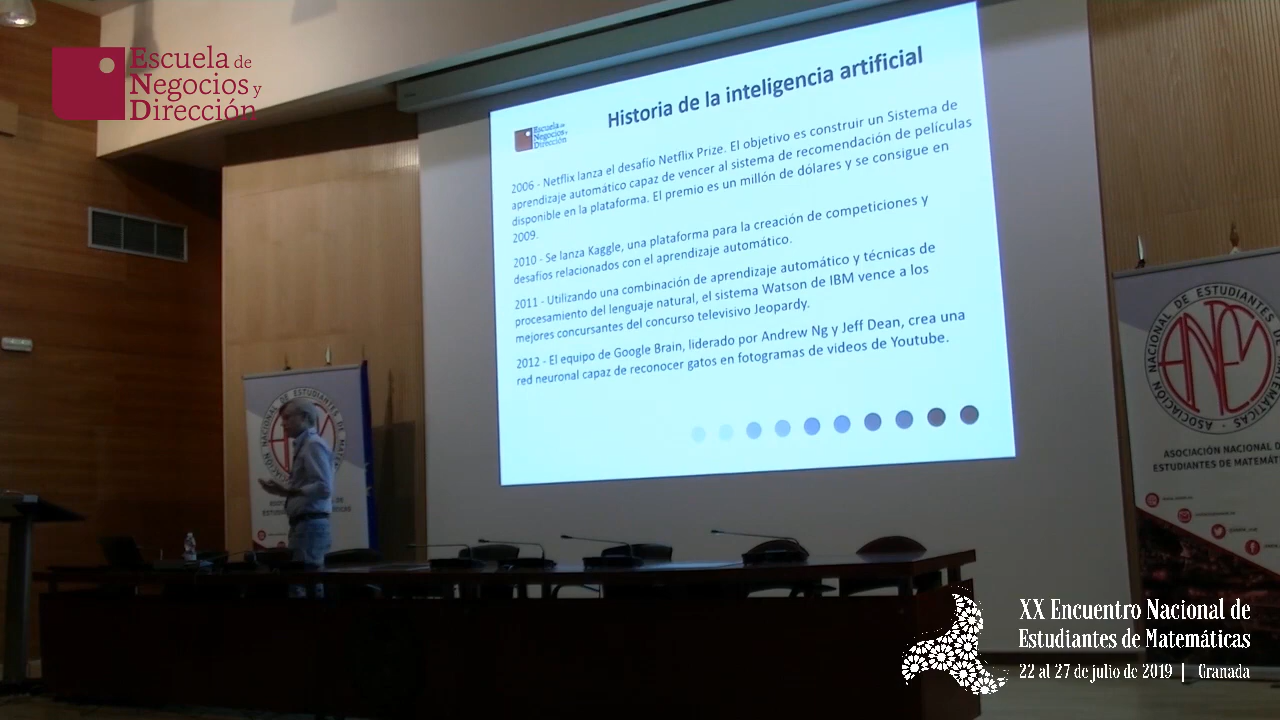 Escuela de
Negocios y
Dirección
Historia de la inteligencia artificial
Escuela de
Negocios y
Dirección
2006 - Netflix lanza el desafío Netflix Prize. El objetivo es construir un Sistema de
aprendizaje automático capaz de vencer al sistema de recomendación de películas
disponible en la plataforma. El premio es un millón de dólares y se consigue en
2009.
2010 - Se lanza Kaggle, una plataforma para la creación de competiciones y
desafíos relacionados con el aprendizaje automático.
2011 - Utilizando una combinación de aprendizaje automático y técnicas de
procesamiento del lenguaje natural, el sistema Watson de IBM vence a los
mejores concursantes del concurso televisivo Jeopardy.
2012 - El equipo de Google Brain, liderado por Andrew Ng y Jeff Dean, crea una
red neuronal capaz de reconocer gatos en fotogramas de videos de Youtube.
NACIONAL DE ESTUDIANTES DE
ASOCIACIÓN NACIONAL DE ESTUDIANTES DE MATEMÁTICAS
ANEM
ASOCIACIÓN NACIONAL D
ESTUDIANTES DE MATEMÁT
XX Encuentro Nacional de
Estudiantes de Matemáticas
22 al 27 de julio de 2019 | Granada